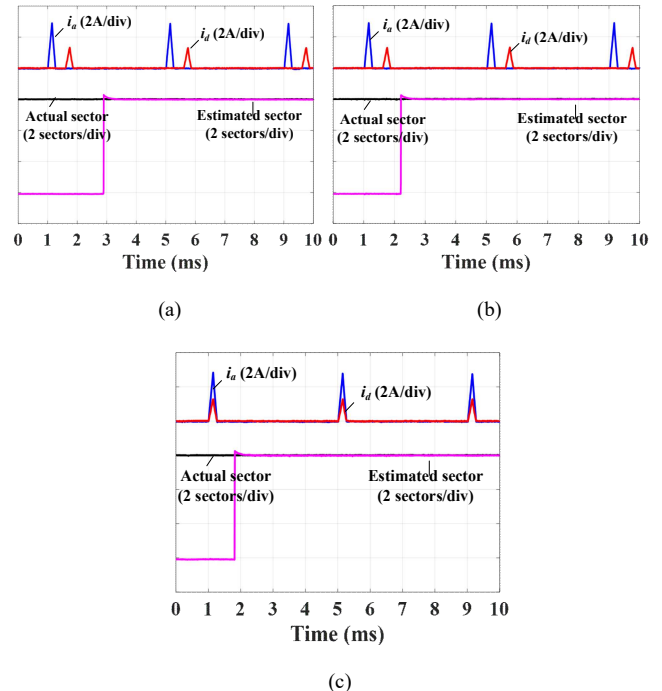 i_a (2A/div)
i_d (2A/div)
Actual sector
(2 sectors/div)
Estimated sector
(2 sectors/div)
0 1 2 3 4 5 6 7 8 9 10
Time (ms)
(a)
i_a (2A/div)
i_d (2A/div)
Actual sector
(2 sectors/div)
Estimated sector
(2 sectors/div)
0 1 2 3 4 5 6 7 8 9 10
Time (ms)
(b)
i_a (2A/div)
i_d (2A/div)
Actual sector
(2 sectors/div)
Estimated sector
(2 sectors/div)
0 1 2 3 4 5 6 7 8 9 10
Time (ms)
(c)